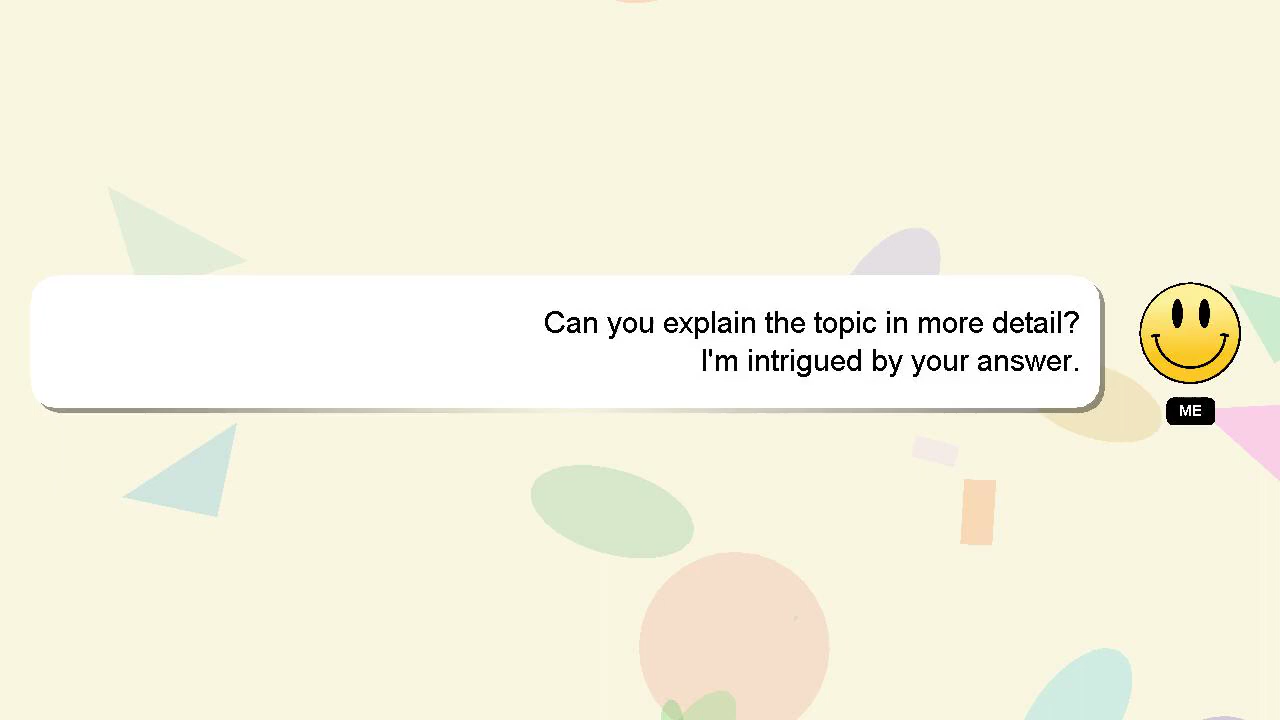 Can you explain the topic in more detail?
I'm intrigued by your answer.
ME